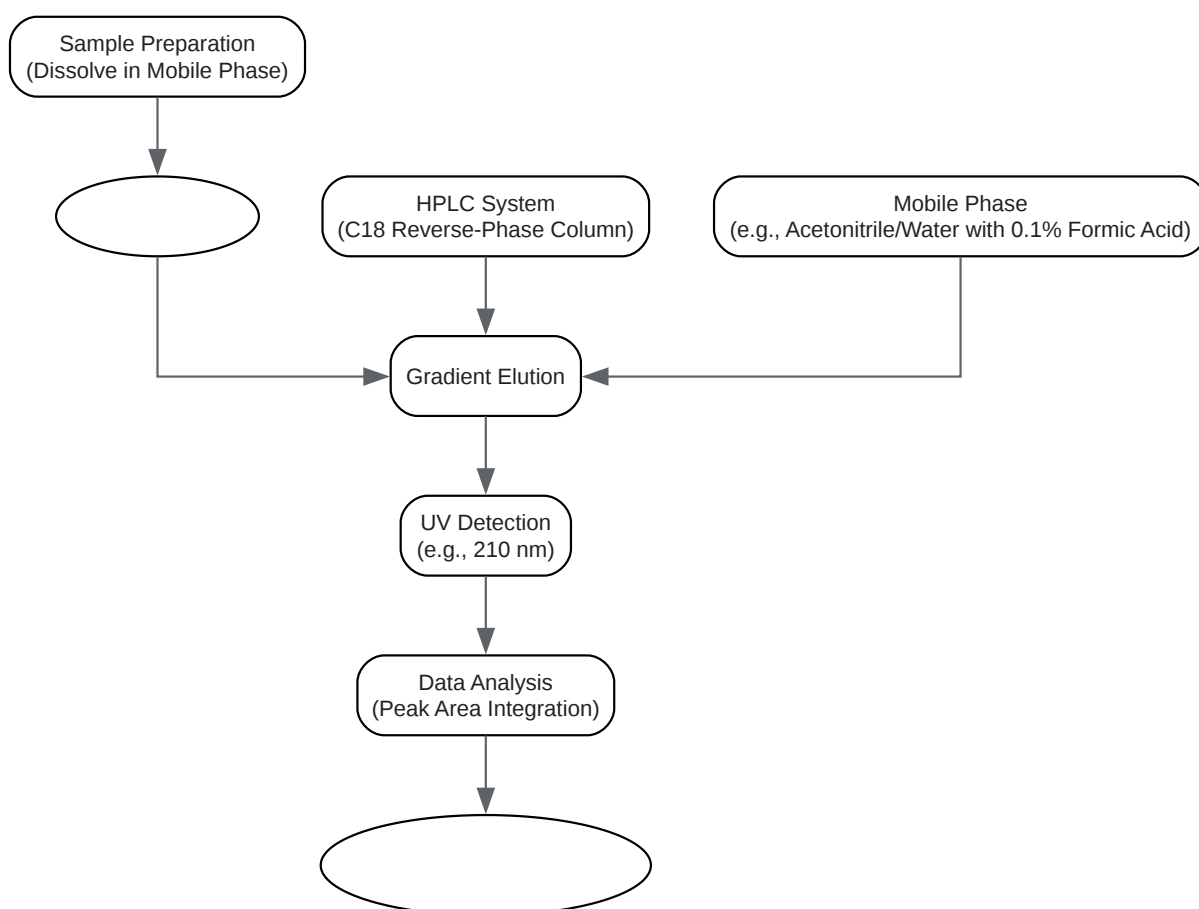 Sample Preparation
(Dissolve in Mobile Phase)
HPLC System
(C18 Reverse-Phase Column)
Mobile Phase
(e.g., Acetonitrile/Water with 0.1% Formic Acid)
Gradient Elution
UV Detection
(e.g., 210 nm)
Data Analysis
(Peak Area Integration)